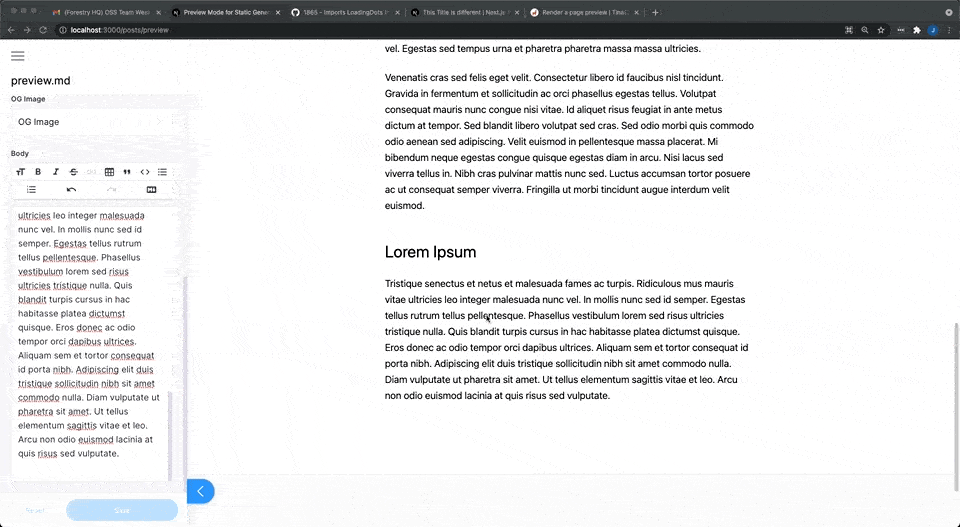 (Forestry HQ) OSS Team Wee
Preview Mode for Static Gener
1865 - Imports LoadingDots
This Title is different | Next.js
Render a page preview | Tina
localhost:3000/posts/preview
preview.md
OG Image
OG Image
Body
ultricies leo integer malesuada
nunc vel. In mollis nunc sed id
semper. Egestas tellus rutrum
tellus pellentesque. Phasellus
vestibulum lorem sed risus
ultricies tristique nulla. Quis
blandit turpis cursus in hac
habitasse platea dictumst
quisque. Eros donec ac odio
tempor orci dapibus ultrices.
Aliquam sem et tortor consequat
id porta nibh. Adipiscing elit duis
tristique sollicitudin nibh sit amet
commodo nulla. Diam vulputate ut
pharetra sit amet. Ut tellus
elementum sagittis vitae et leo.
Arcu non odio euismod lacinia at
quis risus sed vulputate.
Reset
Save
vel. Egestas sed tempus urna et pharetra pharetra massa massa ultricies.
Venenatis cras sed felis eget velit. Consectetur libero id faucibus nisl tincidunt.
Gravida in fermentum et sollicitudin ac orci phasellus egestas tellus. Volutpat
consequat mauris nunc congue nisi vitae. Id aliquet risus feugiat in ante metus
dictum at tempor. Sed blandit libero volutpat sed cras. Sed odio morbi quis commodo
odio aenean sed adipiscing. Velit euismod in pellentesque massa placerat. Mi
bibendum neque egestas congue quisque egestas diam in arcu. Nisi lacus sed
viverra tellus in. Nibh cras pulvinar mattis nunc sed. Luctus accumsan tortor posuere
ac ut consequat semper viverra. Fringilla ut morbi tincidunt augue interdum velit
euismod.
Lorem Ipsum
Tristique senectus et netus et malesuada fames ac turpis. Ridiculous mus mauris
vitae ultricies leo integer malesuada nunc vel. In mollis nunc sed id semper. Egestas
tellus rutrum tellus pellentesque. Phasellus vestibulum lorem sed risus ultricies
tristique nulla. Quis blandit turpis cursus in hac habitasse platea dictumst quisque.
Eros donec ac odio tempor orci dapibus ultrices. Aliquam sem et tortor consequat id
porta nibh. Adipiscing elit duis tristique sollicitudin nibh sit amet commodo nulla.
Diam vulputate ut pharetra sit amet. Ut tellus elementum sagittis vitae et leo. Arcu
non odio euismod lacinia at quis risus sed vulputate.